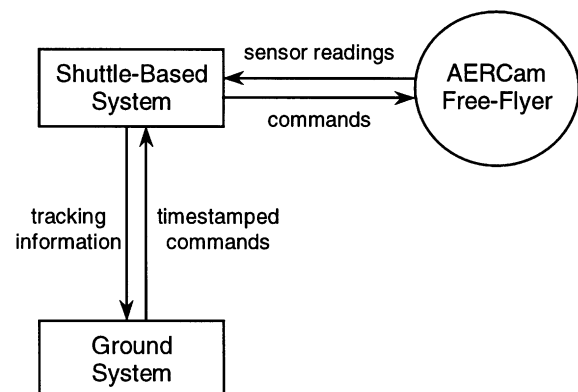 sensor readings
Shuttle-Based
System
AERCam
Free-Flyer
commands
tracking
information
timestamped
commands
Ground
System